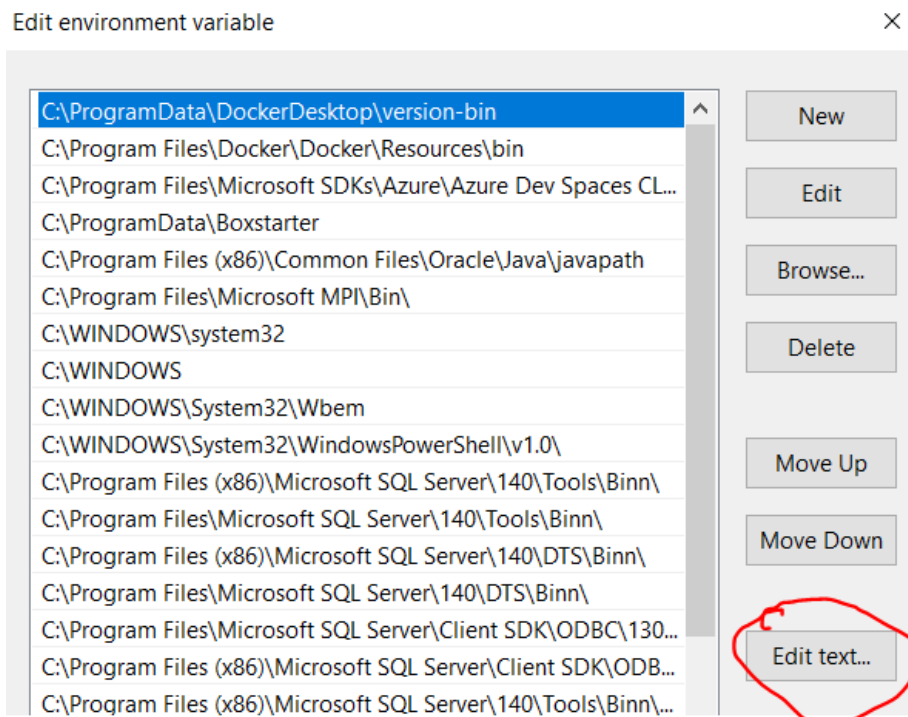 Edit environment variable
C:\ProgramData\DockerDesktop\version-bin
C:\Program Files\Docker\Docker\Resources\bin
C:\Program Files\Microsoft SDKs\Azure\Azure Dev Spaces CL...
C:\ProgramData\Boxstarter
C:\Program Files (x86)\Common Files\Oracle\Java\javapath
C:\Program Files\Microsoft MPI\Bin\
C:\WINDOWS\system32
C:\WINDOWS
C:\WINDOWS\System32\Wbem
C:\WINDOWS\System32\WindowsPowerShell\v1.0\
C:\Program Files (x86)\Microsoft SQL Server\140\Tools\Binn\
C:\Program Files\Microsoft SQL Server\140\Tools\Binn\
C:\Program Files (x86)\Microsoft SQL Server\140\DTS\Binn\
C:\Program Files\Microsoft SQL Server\140\DTS\Binn\
C:\Program Files\Microsoft SQL Server\Client SDK\ODBC\130...
C:\Program Files (x86)\Microsoft SQL Server\Client SDK\ODB...
C:\Program Files (x86)\Microsoft SQL Server\140\Tools\Binn\...
New
Edit
Browse...
Delete
Move Up
Move Down
Edit text...